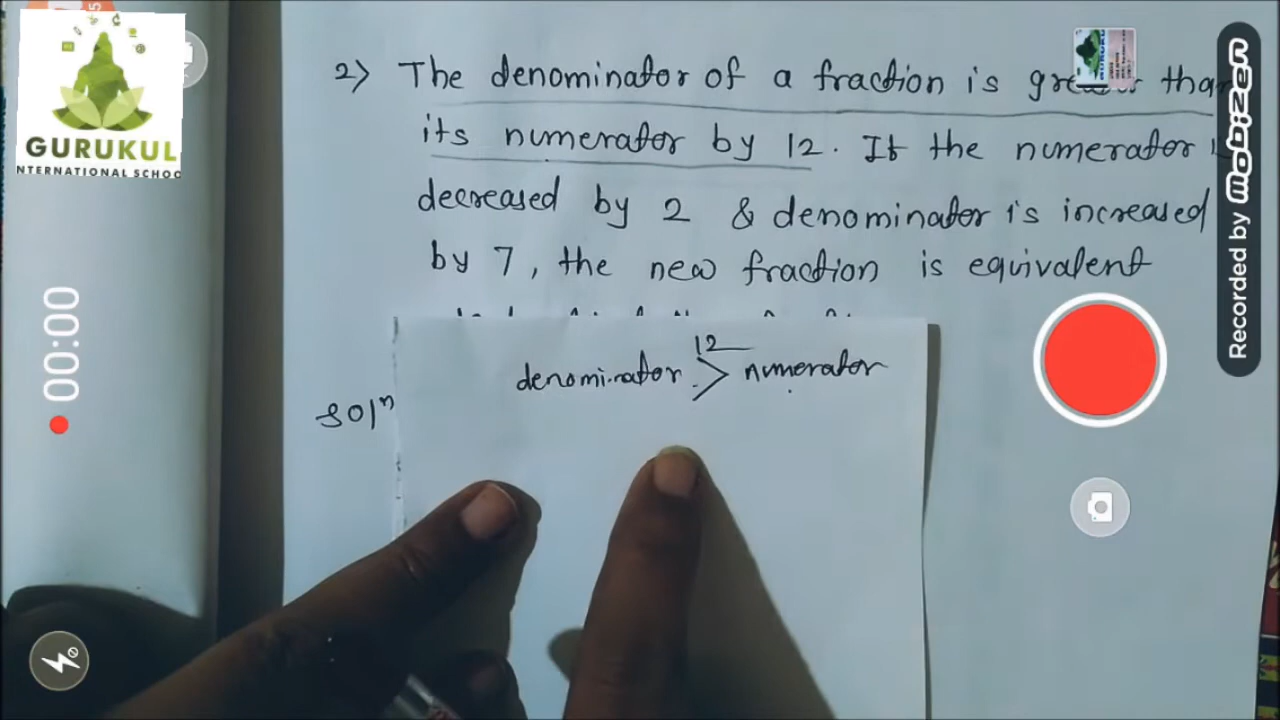 GURUKUL
NTERNATIONAL SCHOO
00:00
2) The denominator of a fraction is greater than
its numerator by 12. If the numerator
decreased by 2 & denominator is increased
by 7, the new fraction is equivalent
12
denominator > numerator
Solⁿ
Recorded by mobizen